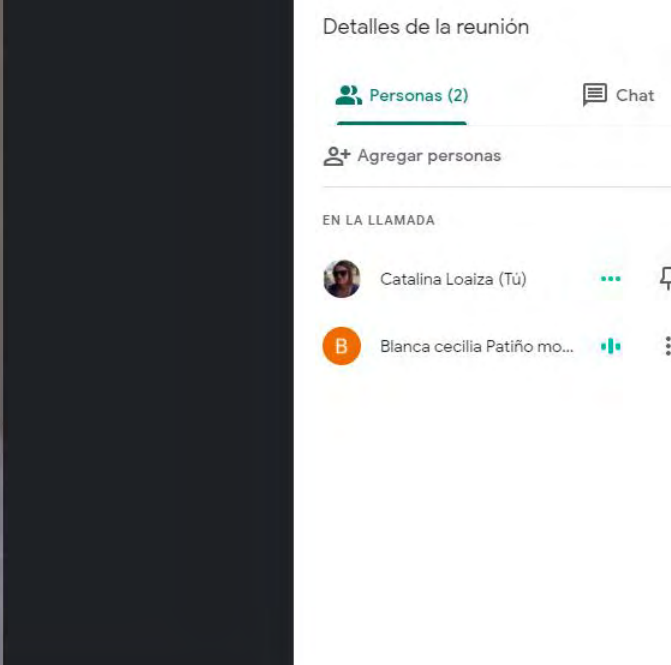 Detalles de la reunión
Personas (2)
Chat
Agregar personas
EN LA LLAMADA
Catalina Loaiza (Tú)
B
Blanca cecilia Patiño mo...